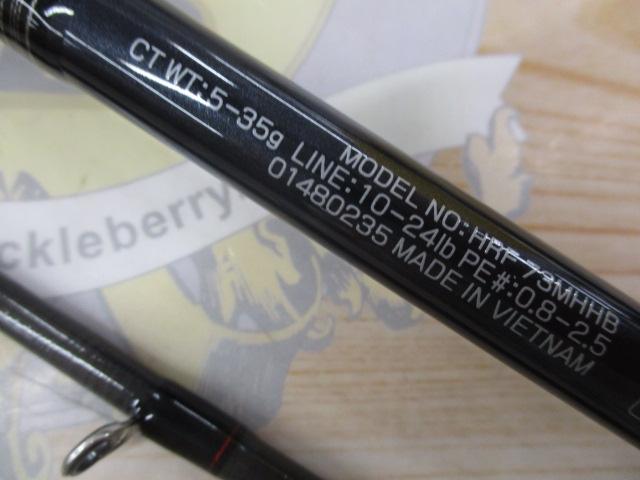 MODEL NO: HRF 73MHHB
CT WT: 5-35g LINE: 10-24lb PE#: 0.8-2.5
01480235 MADE IN VIETNAM
ckleberry